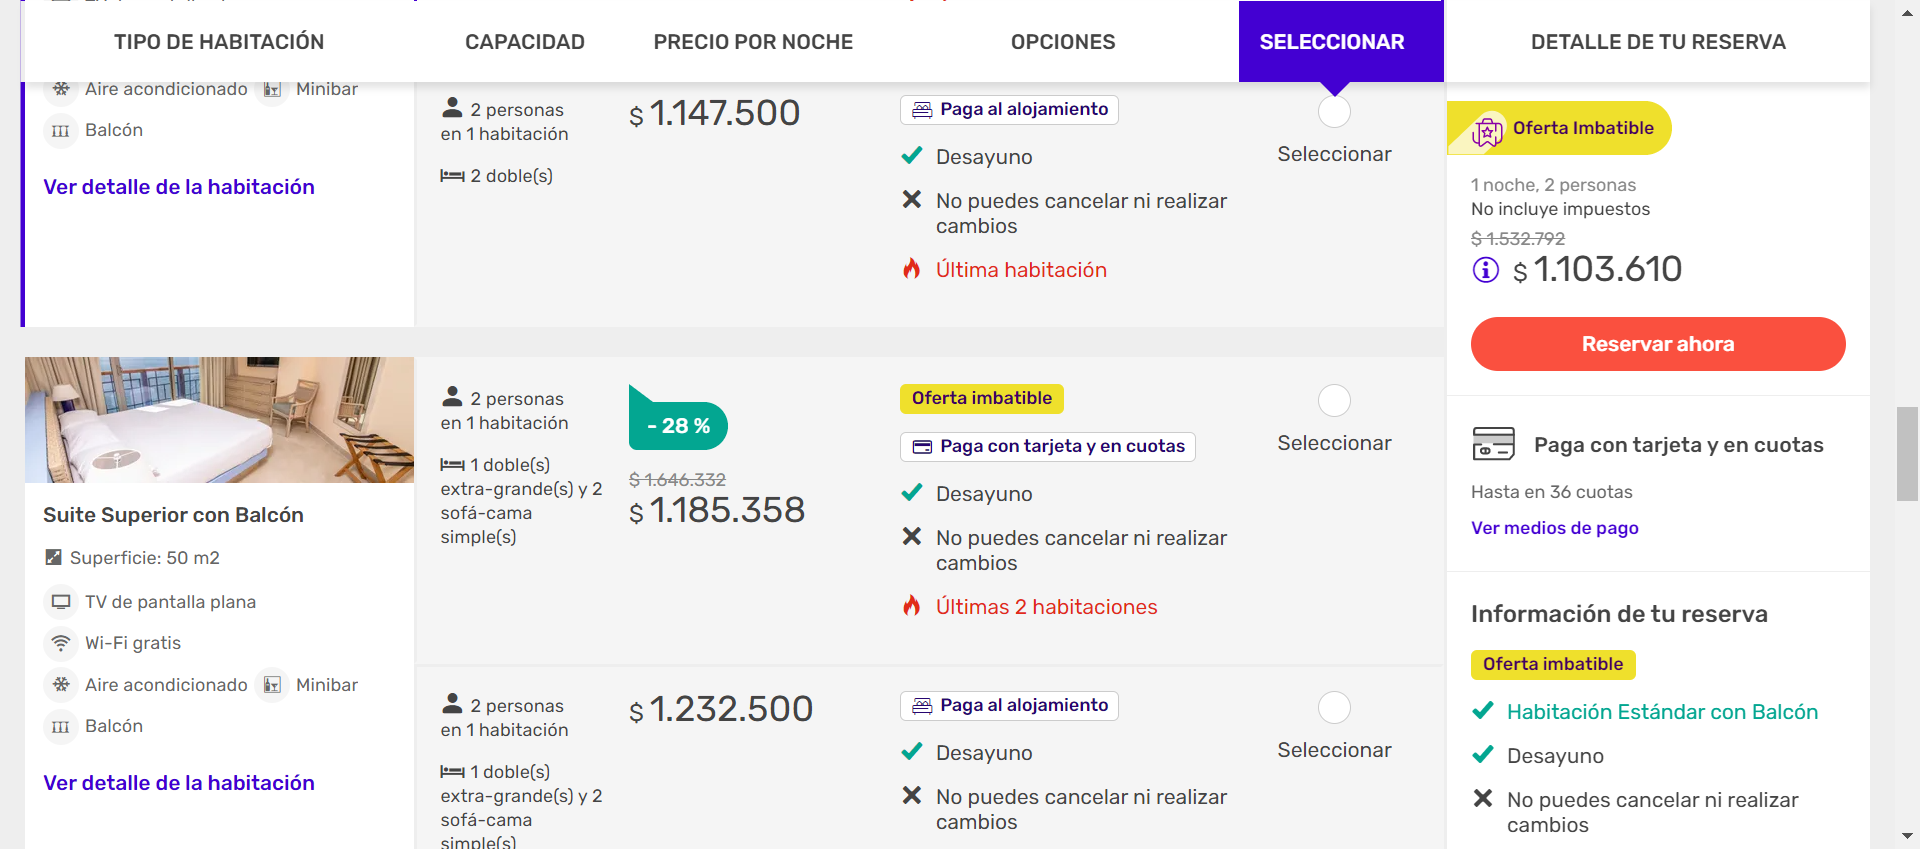 TIPO DE HABITACIÓN
CAPACIDAD
PRECIO POR NOCHE
OPCIONES
SELECCIONAR
DETALLE DE TU RESERVA
Aire acondicionado
Minibar
Balcón
Ver detalle de la habitación
2 personas
en 1 habitación
2 doble(s)
$ 1.147.500
Paga al alojamiento
Desayuno
No puedes cancelar ni realizar
cambios
Última habitación
Seleccionar
Suite Superior con Balcón
Superficie: 50 m2
TV de pantalla plana
Wi-Fi gratis
Aire acondicionado
Minibar
Balcón
Ver detalle de la habitación
2 personas
en 1 habitación
1 doble(s)
extra-grande(s) y 2
sofá-cama
simple(s)
- 28 %
$ 1.646.332
$ 1.185.358
Oferta imbatible
Paga con tarjeta y en cuotas
Desayuno
No puedes cancelar ni realizar
cambios
Últimas 2 habitaciones
Seleccionar
2 personas
en 1 habitación
1 doble(s)
extra-grande(s) y 2
sofá-cama
simple(s)
$ 1.232.500
Paga al alojamiento
Desayuno
No puedes cancelar ni realizar
cambios
Seleccionar
Oferta Imbatible
1 noche, 2 personas
No incluye impuestos
$ 1.532.792
$ 1.103.610
Reservar ahora
Paga con tarjeta y en cuotas
Hasta en 36 cuotas
Ver medios de pago
Información de tu reserva
Oferta imbatible
Habitación Estándar con Balcón
Desayuno
No puedes cancelar ni realizar
cambios